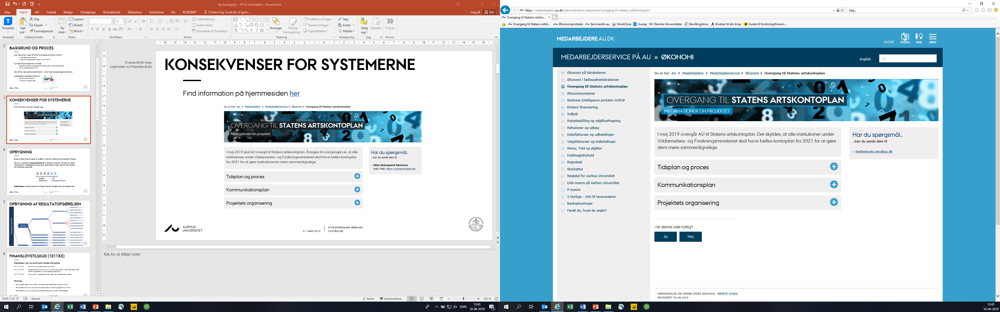 Ny kontoplan - PP til infomøder - PowerPoint
Filer Hjem AU Indsæt Design Overgange Animationer Slideshow Gennemse Vis ACROBAT Fortæl mig, hvad du vil gøre... Log på Del
Templafy
Sæt ind
Klip
Kopiér
Formatpensel
Ny slide
Layout
Nulstil
Afsnit
16
F K U S abc AV Aa A
Tekstretning
Juster tekst
Konvertér til SmartArt
Arranger
Hurtig formatering
Fyldfarve til figur
Kontur til figur
Figureffekter
Søg
Erstat
Markér
Vælg sag
Opdatér
Proces
Templafy Udklipsholder Slides Skrifttype Afsnit Tegning Redigering Sag Proces
2
BAGGRUND OG PROCES
3
KONSEKVENSER FOR SYSTEMERNE
Find information på hjemmesiden her
4
OPBYGNING
X X X X X X
5
OPBYGNING AF RESULTATOPGØRELSEN
6
FINANSLOVSTILSKUD (1011XX)
Overskrift én linje
Light eller AU Passata Bold
KONSEKVENSER FOR SYSTEMERNE
Find information på hjemmesiden her
Du er her: AU › Medarbejdere › Medarbejderservice › Økonomi › Overgang til Statens artskontoplan
OVERGANG TIL STATENS ARTSKONTOPLAN
Informationer om projektet
I maj 2019 skal AU overgå til Statens artskontoplan. Årsagen til overgangen er, at alle
institutioner under Uddannelses- og Forskningsministeriet skal have fælles kontoplan
fra 2021 for at gøre institutionerne mere sammenlignelige.
Har du spørgsmål..
..kan du sende dem til
› Stine Østergaard Sørensen
mail: Mail: stine.o.soerensen@au.dk
Tidsplan og proces
Kommunikationsplan
Projektets organisering
AARHUS
UNIVERSITET
21. MARTS 2019
STINE ØSTERGAARD SØRENSEN
CONTROLLER
Klik for at tilføje noter
Slide 3 of 19 Dansk Noter Kommentarer 102 %
DAN
12:43
10-04-2019
https://medarbejdere.au.dk/administration/oekonomi/overgang-til-statens-artskontoplan/
Søg...
Overgang til Statens artsko...
Overgang til Statens artsk... Økonomiportalen Serviceinfo.au WorkZone Aurap Danske Universiteter Bevillingslove Øvelser til din krop Guide til forskningsfinansi...
MEDARBEJDERE.AU.DK
AU.DK SYSTEM FIND MENU
MEDARBEJDERSERVICE PÅ AU » ØKONOMI
English
Økonomi på fakulteterne
Økonomi i fællesadministrationen
Overgang til Statens artskontoplan
Økonomisystemer
Business Intelligence portalen AURAP
Ekstern finansiering
Indkøb
Rejsebestilling og udgiftsafregning
Refusioner og udlæg
Købsfakturaer og udbetalinger
Salgsfakturaer og indbetalinger
Moms, Told og afgifter
Fuldmagtsforhold
Regnskab
Blanketter
Nøgletal for Aarhus Universitet
EAN-numre på Aarhus Universitet
P-numre
5 Hurtige - Info til leverandører
Bankoplysninger
Fandt du, hvad du søgte?
Du er her: AU › Medarbejdere › Medarbejderservice › Økonomi › Overgang til Statens artskontoplan
OVERGANG TIL STATENS ARTSKONTOPLAN
INFORMATIONER OM PROJEKTET
I maj 2019 overgår AU til Statens artskontoplan. Det skyldes, at alle institutioner under
Uddannelses- og Forskningsministeriet skal have fælles kontoplan fra 2021 for at gøre
dem mere sammenlignelige.
Har du spørgsmål..
..kan du sende dem til
› faelleskonto.oko@au.dk
Tidsplan og proces
Kommunikationsplan
Projektets organisering
Var denne side nyttig?
Ja Nej
HENVENDELSE OM DENNE SIDES INDHOLD: MERETE FOGED
REVIDERET 03.04.2019
12:43
10-04-2019